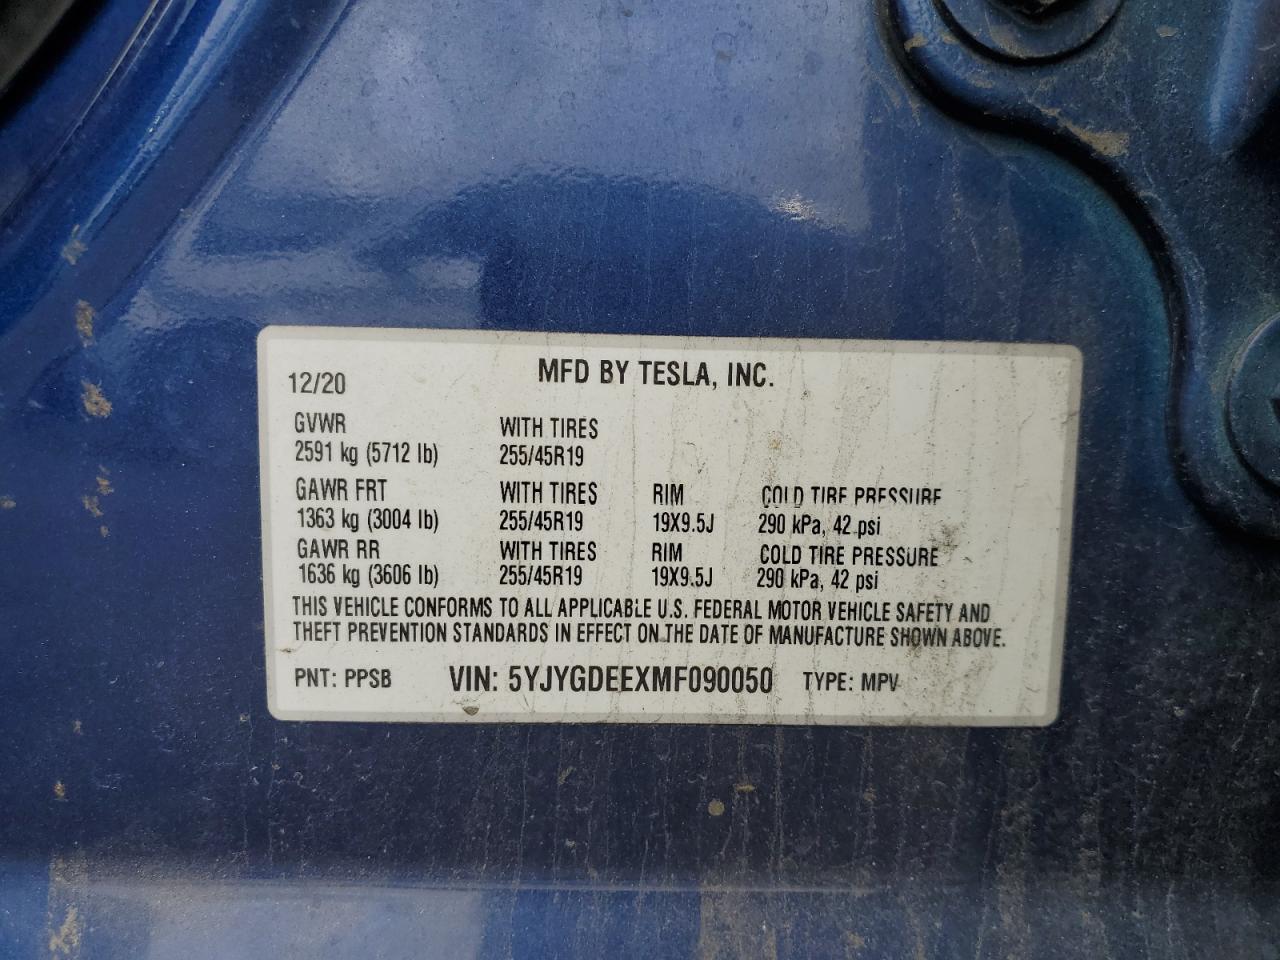 MFD BY TESLA, INC.
12/20
GVWR WITH TIRES
2591 kg (5712 lb) 255/45R19
GAWR FRT WITH TIRES RIM COLD TIRE PRESSURE
1363 kg (3004 lb) 255/45R19 19X9.5J 290 kPa, 42 psi
GAWR RR WITH TIRES RIM COLD TIRE PRESSURE
1636 kg (3606 lb) 255/45R19 19X9.5J 290 kPa, 42 psi
THIS VEHICLE CONFORMS TO ALL APPLICABLE U.S. FEDERAL MOTOR VEHICLE SAFETY AND
THEFT PREVENTION STANDARDS IN EFFECT ON THE DATE OF MANUFACTURE SHOWN ABOVE.
PNT: PPSB VIN: 5YJYGDEEXMF090050 TYPE: MPV